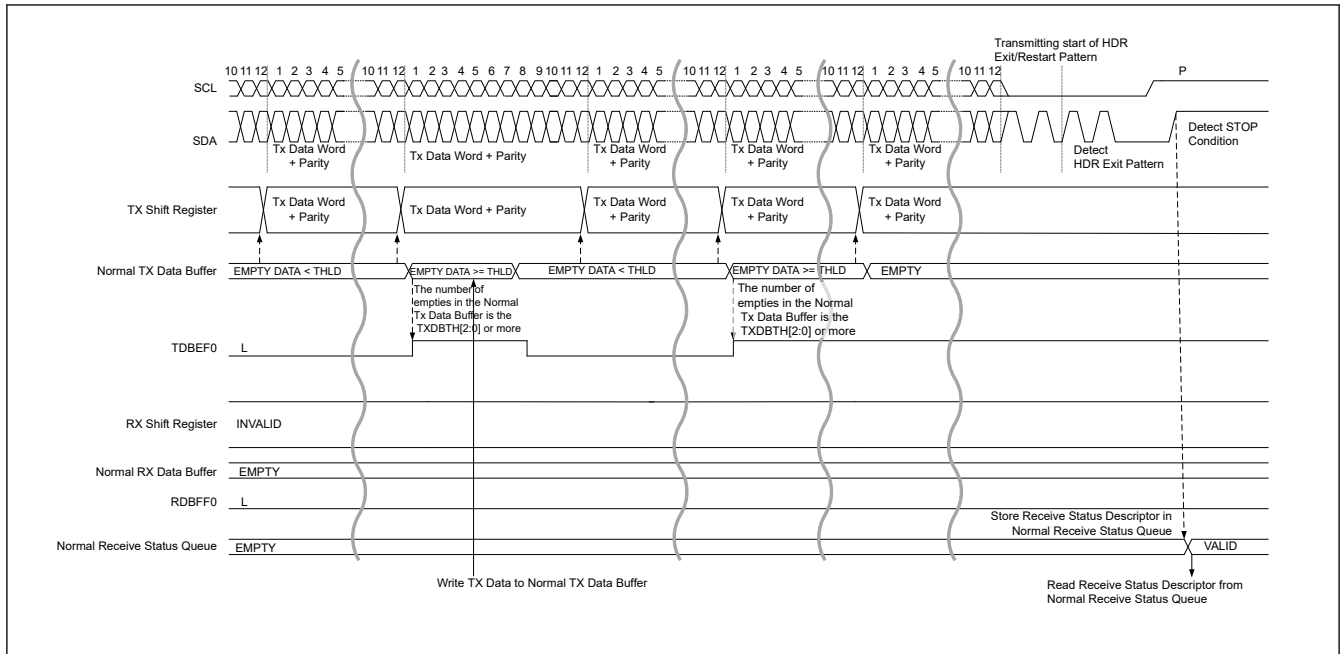 Transmitting start of HDR
Exit/Restart Pattern
10 11 12 1 2 3 4 5 10 11 12 1 2 3 4 5 6 7 8 9 10 11 12 1 2 3 4 5 10 11 12 1 2 3 4 5 10 11 12 1 2 3 4 5 10 11 12 P
SCL
SDA
Tx Data Word
+ Parity
Tx Data Word + Parity
Tx Data Word
+ Parity
Tx Data Word
+ Parity
Tx Data Word
+ Parity
Detect
HDR Exit Pattern
Detect STOP
Condition
TX Shift Register
Tx Data Word
+ Parity
Tx Data Word + Parity
Tx Data Word
+ Parity
Tx Data Word
+ Parity
Tx Data Word
+ Parity
Normal TX Data Buffer EMPTY DATA < THLD EMPTY DATA >= THLD EMPTY DATA < THLD EMPTY DATA >= THLD EMPTY
The number of
empties in the Normal
Tx Data Buffer is the
TXDBTH[2:0] or more
The number of
empties in the Normal
Tx Data Buffer is the
TXDBTH[2:0] or more
TDBEF0 L
RX Shift Register INVALID
Normal RX Data Buffer EMPTY
RDBFF0 L
Store Receive Status Descriptor in
Normal Receive Status Queue
Normal Receive Status Queue EMPTY VALID
Write TX Data to Normal TX Data Buffer
Read Receive Status Descriptor from
Normal Receive Status Queue